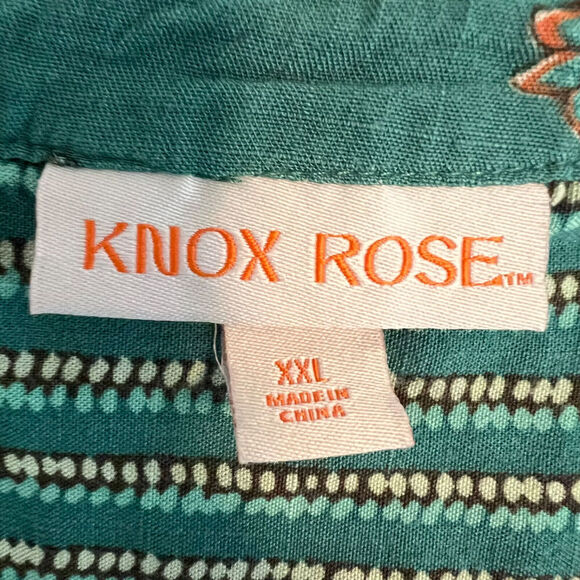 KNOX ROSE™
XXL
MADE IN
CHINA